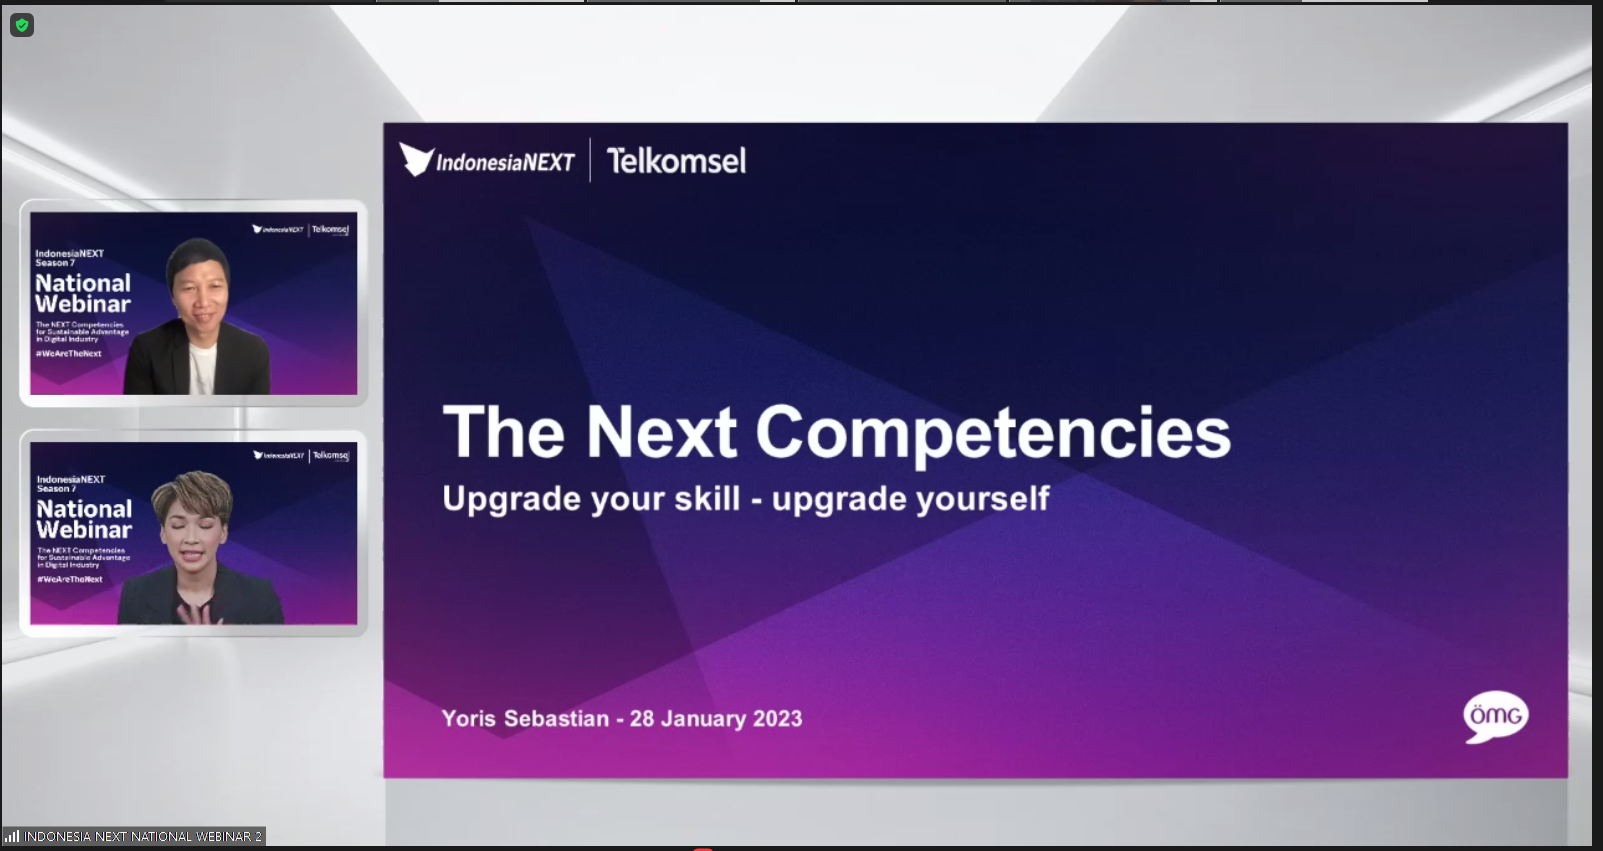 IndonesiaNEXT | Telkomsel
The Next Competencies
Upgrade your skill - upgrade yourself
Yoris Sebastian - 28 January 2023
ömG
IndonesiaNEXT | Telkomsel
IndonesiaNEXT
Season 7
National
Webinar
The NEXT Competencies
for Sustainable Advantage
in Digital Industry
#WeAreTheNext
IndonesiaNEXT | Telkomsel
IndonesiaNEXT
Season 7
National
Webinar
The NEXT Competencies
for Sustainable Advantage
in Digital Industry
#WeAreTheNext
INDONESIA NEXT NATIONAL WEBINAR 2